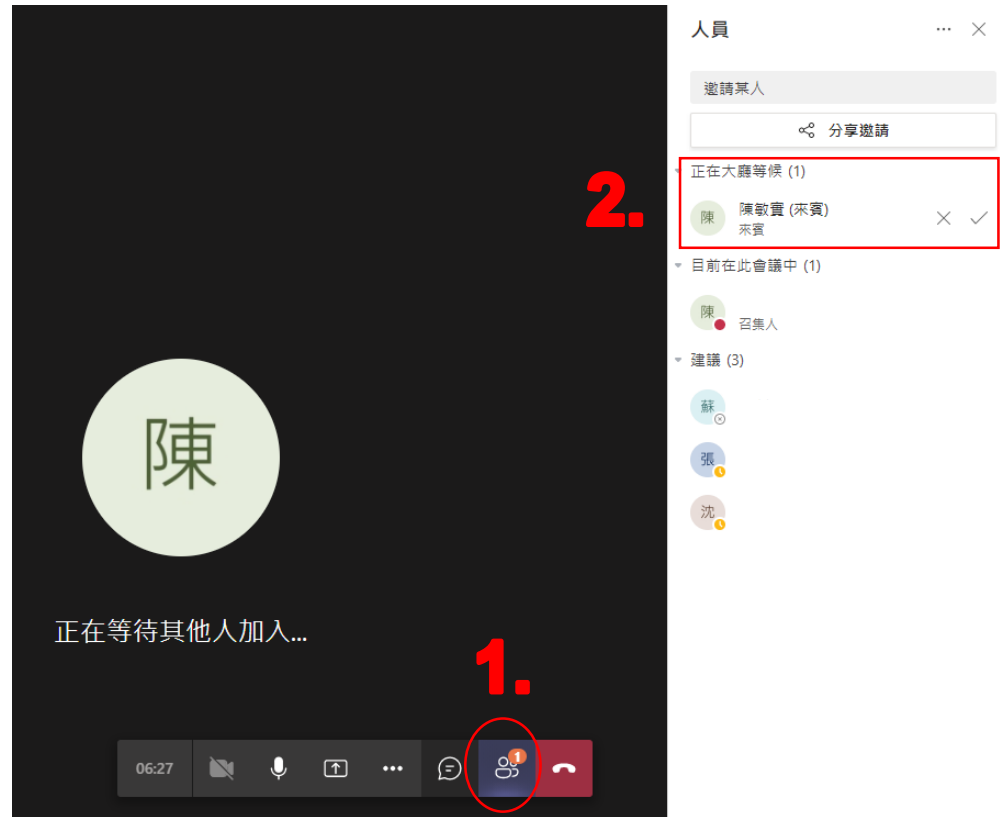 人員
邀請某人
分享邀請
2.
正在大廳等候 (1)
陳
陳敏實 (來賓)
來賓
目前在此會議中 (1)
陳
召集人
建議 (3)
蘇
張
沈
陳
正在等待其他人加入...
1.
06:27
1